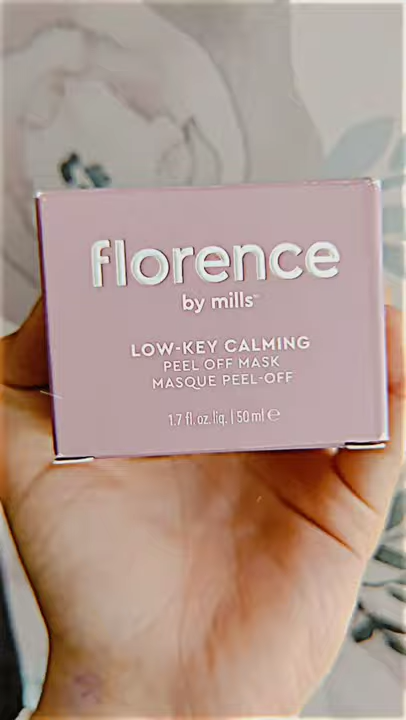 florence
by mills™
LOW-KEY CALMING
PEEL OFF MASK
MASQUE PEEL-OFF
1.7 fl. oz. liq. | 50 ml ℮